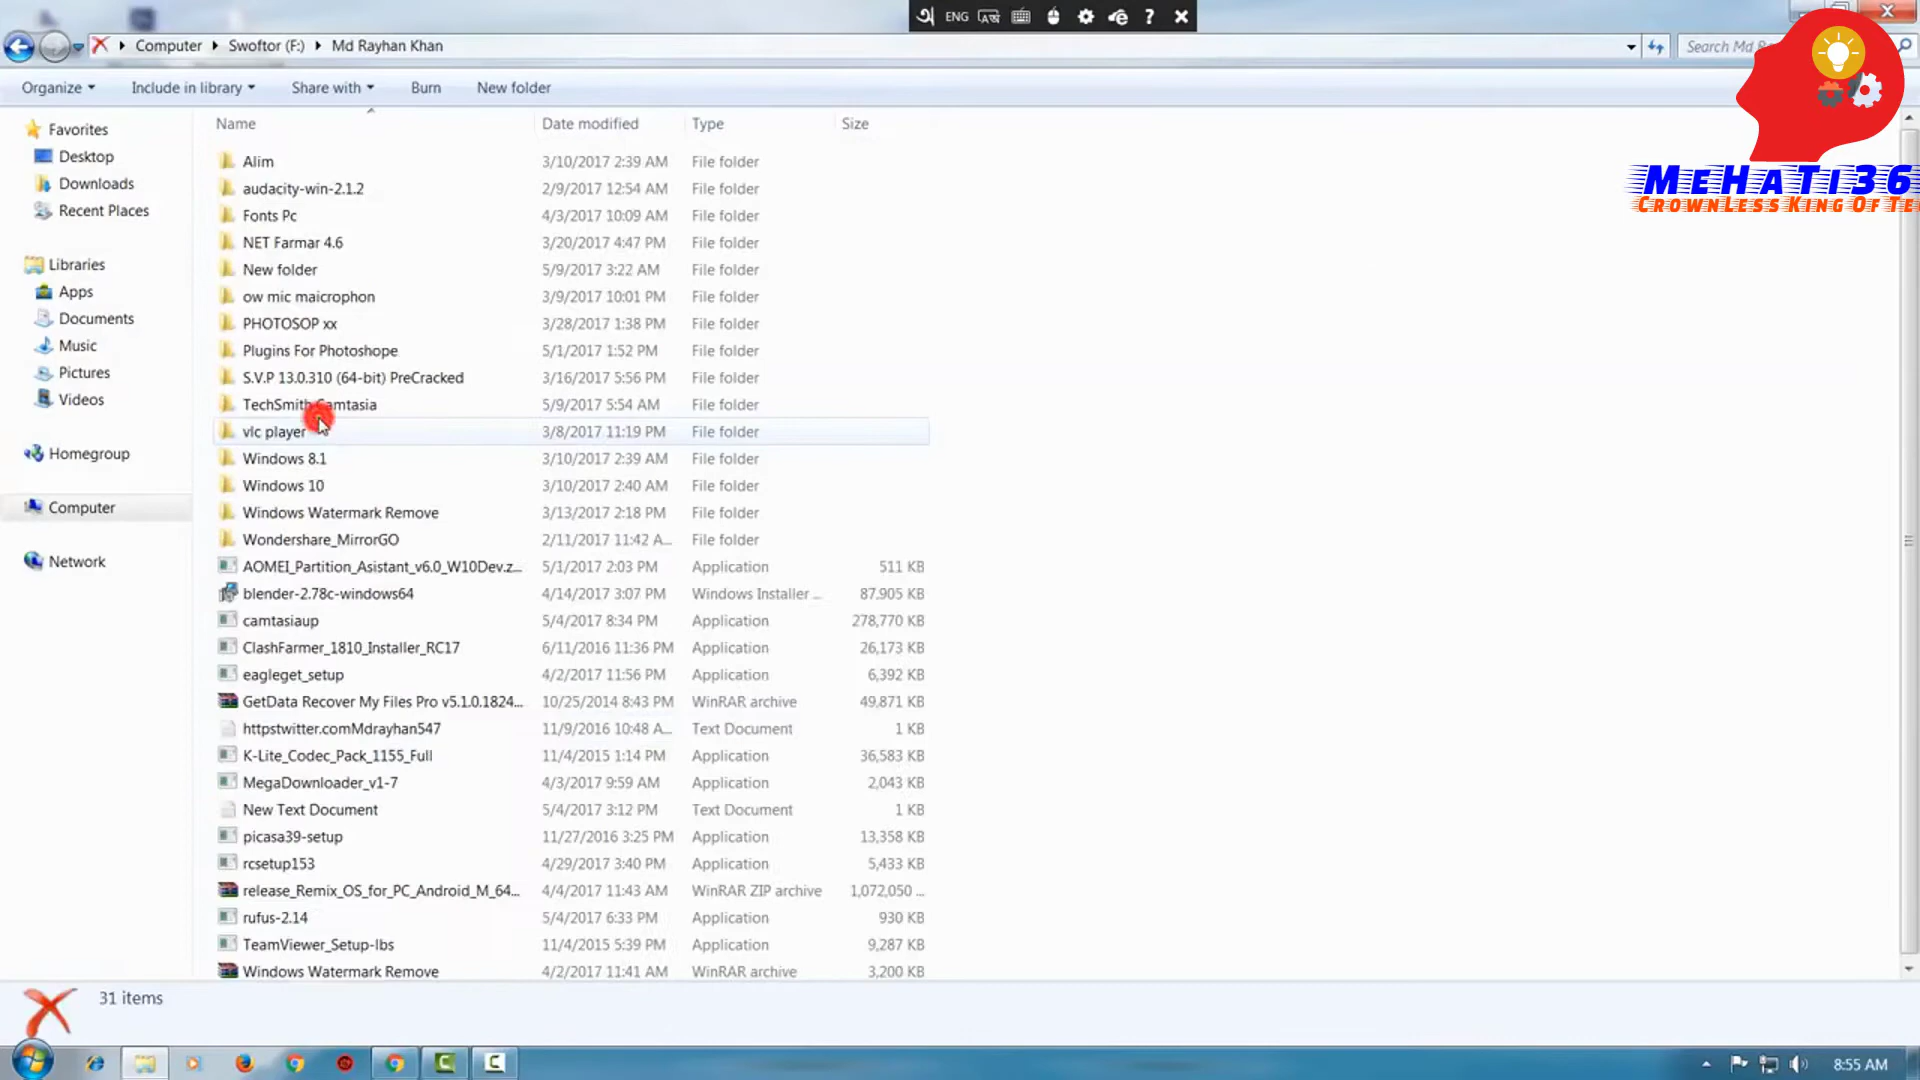 ENG
Computer Swoftor (F:) Md Rayhan Khan
Search Md
Organize Include in library Share with Burn New folder
Name Date modified Type Size
Favorites
Desktop
Downloads
Recent Places
Libraries
Apps
Documents
Music
Pictures
Videos
Homegroup
Computer
Network
Alim 3/10/2017 2:39 AM File folder
audacity-win-2.1.2 2/9/2017 12:54 AM File folder
Fonts Pc 4/3/2017 10:09 AM File folder
NET Farmar 4.6 3/20/2017 4:47 PM File folder
New folder 5/9/2017 3:22 AM File folder
ow mic maicrophon 3/9/2017 10:01 PM File folder
PHOTOSOP xx 3/28/2017 1:38 PM File folder
Plugins For Photoshope 5/1/2017 1:52 PM File folder
S.V.P 13.0.310 (64-bit) PreCracked 3/16/2017 5:56 PM File folder
TechSmith Camtasia 5/9/2017 5:54 AM File folder
vlc player 3/8/2017 11:19 PM File folder
Windows 8.1 3/10/2017 2:39 AM File folder
Windows 10 3/10/2017 2:40 AM File folder
Windows Watermark Remove 3/13/2017 2:18 PM File folder
Wondershare_MirrorGO 2/11/2017 11:42 A... File folder
AOMEI_Partition_Asistant_v6.0_W10Dev.z... 5/1/2017 2:03 PM Application 511 KB
blender-2.78c-windows64 4/14/2017 3:07 PM Windows Installer ... 87,905 KB
camtasiaup 5/4/2017 8:34 PM Application 278,770 KB
ClashFarmer_1810_Installer_RC17 6/11/2016 11:36 PM Application 26,173 KB
eagleget_setup 4/2/2017 11:56 PM Application 6,392 KB
GetData Recover My Files Pro v5.1.0.1824... 10/25/2014 8:43 PM WinRAR archive 49,871 KB
httpstwitter.comMdrayhan547 11/9/2016 10:48 A... Text Document 1 KB
K-Lite_Codec_Pack_1155_Full 11/4/2015 1:14 PM Application 36,583 KB
MegaDownloader_v1-7 4/3/2017 9:59 AM Application 2,043 KB
New Text Document 5/4/2017 3:12 PM Text Document 1 KB
picasa39-setup 11/27/2016 3:25 PM Application 13,358 KB
rcsetup153 4/29/2017 3:40 PM Application 5,433 KB
release_Remix_OS_for_PC_Android_M_64... 4/4/2017 11:43 AM WinRAR ZIP archive 1,072,050 ...
rufus-2.14 5/4/2017 6:33 PM Application 930 KB
TeamViewer_Setup-lbs 11/4/2015 5:39 PM Application 9,287 KB
Windows Watermark Remove 4/2/2017 11:41 AM WinRAR archive 3,200 KB
MeHaTi36
CrownLess King Of Te
31 items
8:55 AM